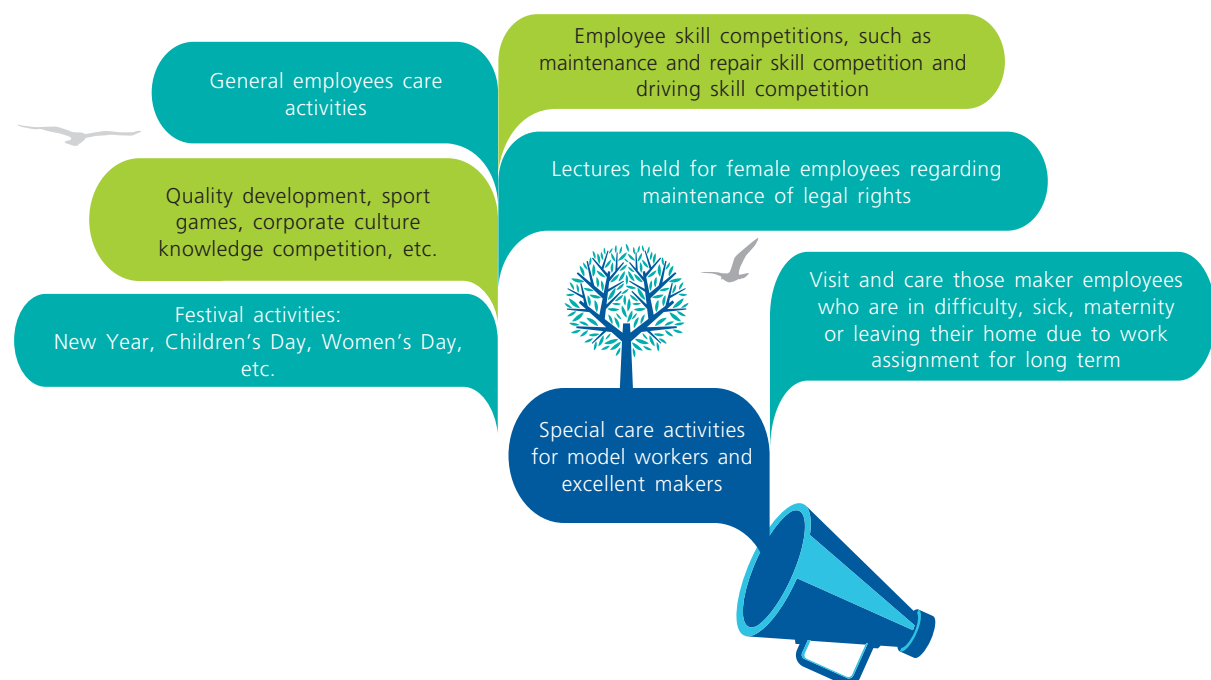 General employees care
activities
Employee skill competitions, such as
maintenance and repair skill competition and
driving skill competition
Quality development, sport
games, corporate culture
knowledge competition, etc.
Lectures held for female employees regarding
maintenance of legal rights
Festival activities:
New Year, Children’s Day, Women’s Day,
etc.
Visit and care those maker employees
who are in difficulty, sick, maternity
or leaving their home due to work
assignment for long term
Special care activities
for model workers and
excellent makers